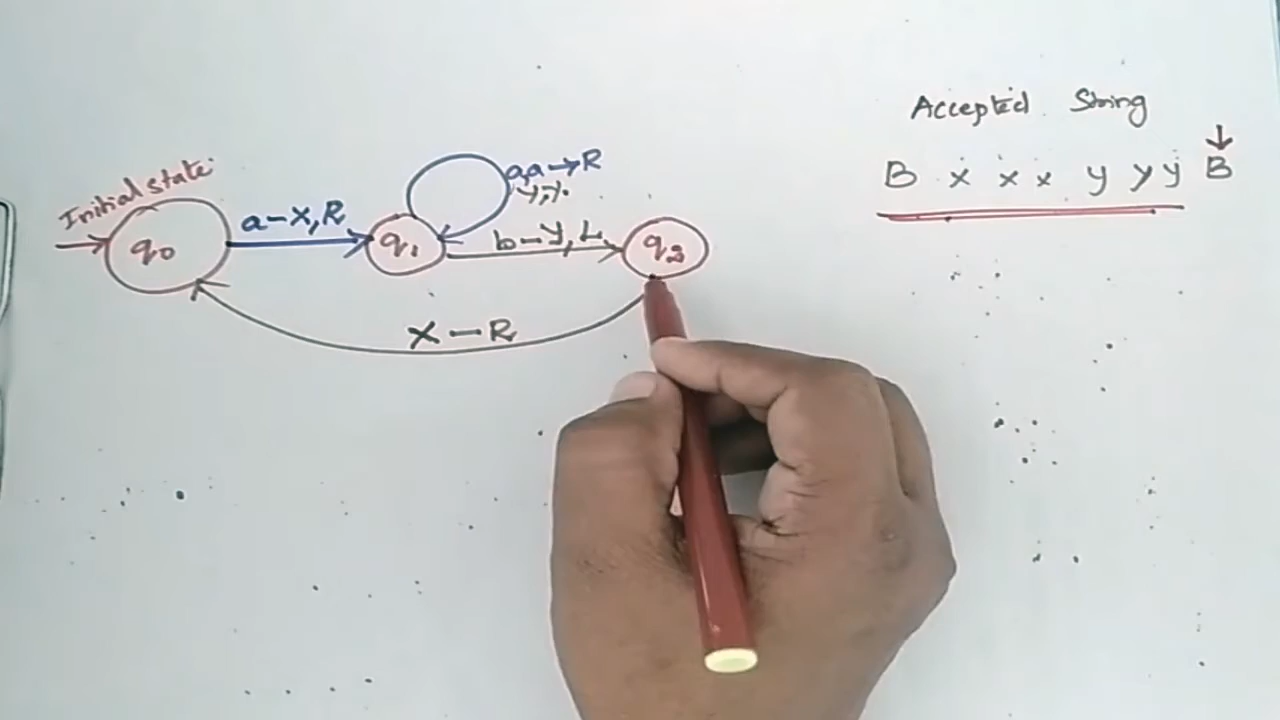 Accepted String
B x x x y y y B
Initial state
q0
a-X,R
q1
a,a→R
Y,Y.
b-Y,L
q2
X-R